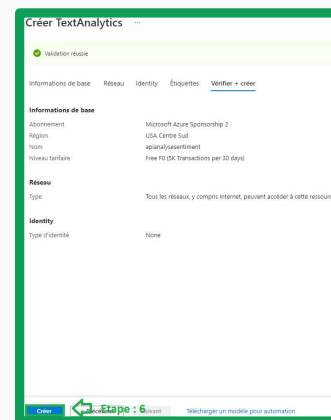 Créer TextAnalytics ...
Validation réussie
Informations de base Réseau Identity Étiquettes Vérifier + créer
Informations de base
Abonnement Microsoft Azure Sponsorship 2
Région USA Centre Sud
Nom apianalysesentiment
Niveau tarifaire Free F0 (5K Transactions per 30 days)
Réseau
Type Tous les réseaux, y compris Internet, peuvent accéder à cette ressourc
Identity
Type d'identité None
Créer Etape : 6 Télécharger un modèle pour automation